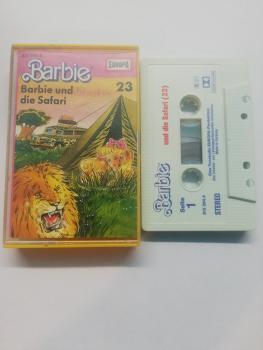 EUROPA
Barbie
Barbie und
die Safari
23
und die Safari (23)
Barbie
Seite
1
STEREO